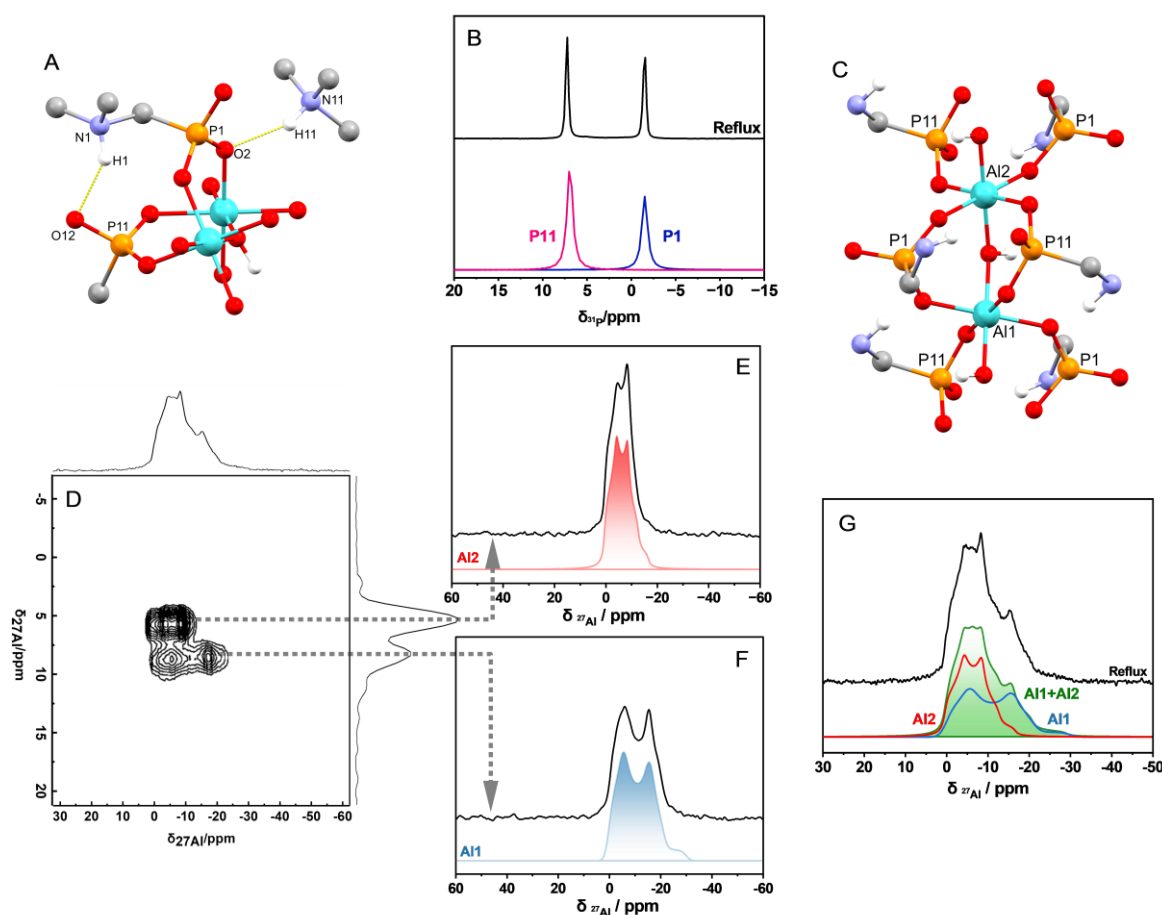 A
N1
H1
P1
O2
N11
H11
O12
P11
B
Reflux
P11
P1
20 15 10 5 0 −5 −10 −15
δ31P/ppm
C
P11
P1
Al2
P1
P11
Al1
P11
P1
D
-5
0
5
10
15
20
δ27Al/ppm
30 20 10 0 -10 -20 -30 -40 -50 -60
δ27Al/ppm
E
Al2
60 40 20 0 -20 -40 -60
δ 27Al / ppm
F
Al1
60 40 20 0 -20 -40 -60
δ 27Al / ppm
G
Reflux
Al1+Al2
Al2
Al1
30 20 10 0 -10 -20 -30 -40 -50
δ 27Al / ppm